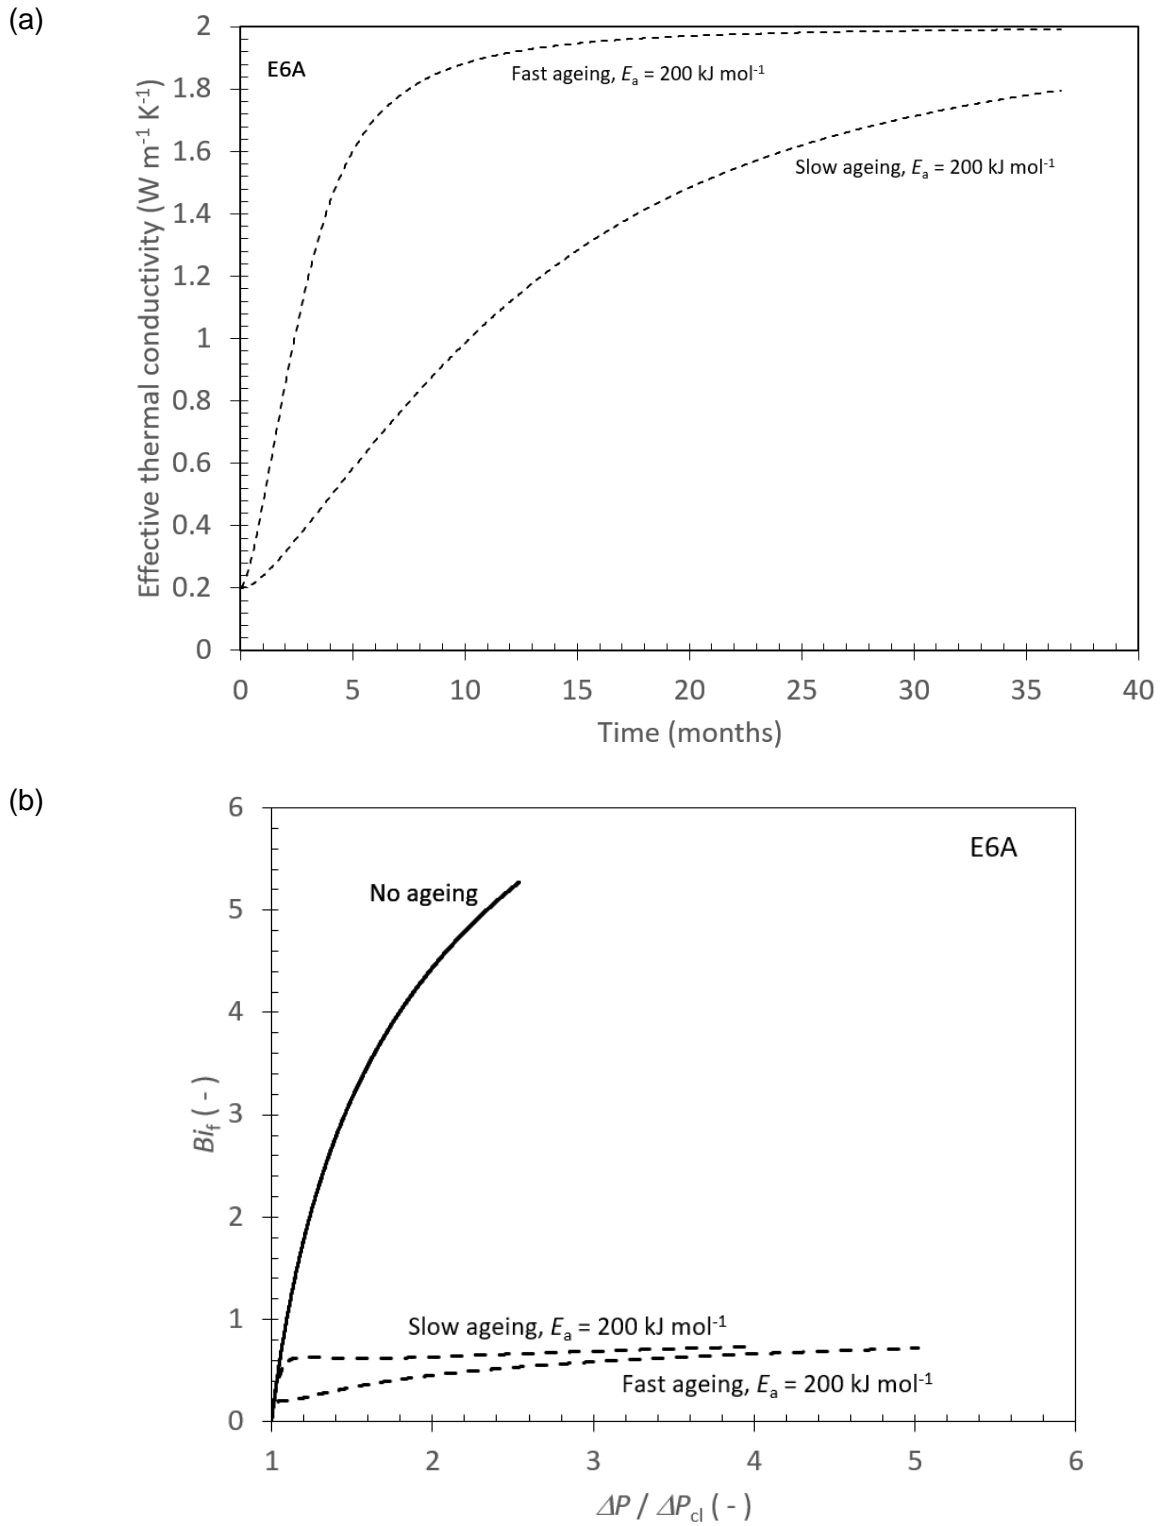 (a)
2
1.8
1.6
1.4
1.2
1
0.8
0.6
0.4
0.2
0
Effective thermal conductivity (W m⁻¹ K⁻¹)
E6A
Fast ageing, Eₐ = 200 kJ mol⁻¹
Slow ageing, Eₐ = 200 kJ mol⁻¹
0 5 10 15 20 25 30 35 40
Time (months)
(b)
6
5
4
3
2
1
0
Bi_f ( - )
E6A
No ageing
Slow ageing, Eₐ = 200 kJ mol⁻¹
Fast ageing, Eₐ = 200 kJ mol⁻¹
1 2 3 4 5 6
ΔP / ΔP_cl ( - )